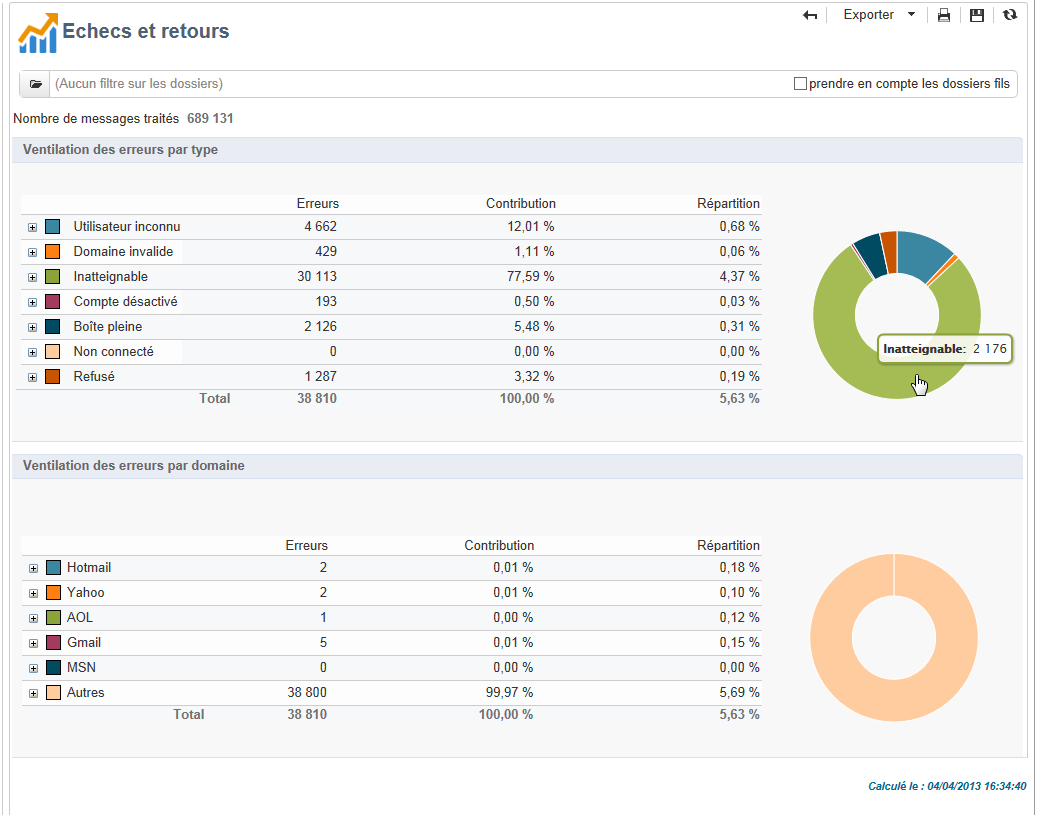 Echecs et retours
Exporter
(Aucun filtre sur les dossiers) prendre en compte les dossiers fils
Nombre de messages traités 689 131
Ventilation des erreurs par type
Erreurs Contribution Répartition
Utilisateur inconnu 4 662 12,01 % 0,68 %
Domaine invalide 429 1,11 % 0,06 %
Inatteignable 30 113 77,59 % 4,37 %
Compte désactivé 193 0,50 % 0,03 %
Boîte pleine 2 126 5,48 % 0,31 %
Non connecté 0 0,00 % 0,00 %
Refusé 1 287 3,32 % 0,19 %
Total 38 810 100,00 % 5,63 %
Inatteignable: 2 176
Ventilation des erreurs par domaine
Erreurs Contribution Répartition
Hotmail 2 0,01 % 0,18 %
Yahoo 2 0,01 % 0,10 %
AOL 1 0,00 % 0,12 %
Gmail 5 0,01 % 0,15 %
MSN 0 0,00 % 0,00 %
Autres 38 800 99,97 % 5,69 %
Total 38 810 100,00 % 5,63 %
Calculé le : 04/04/2013 16:34:40